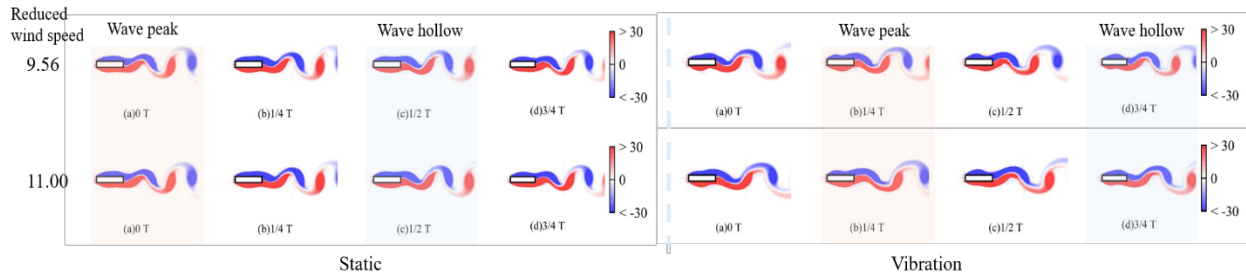 Reduced
wind speed
Wave peak
Wave hollow
Wave peak
Wave hollow
9.56
> 30
0
< -30
> 30
0
< -30
(a)0 T
(b)1/4 T
(c)1/2 T
(d)3/4 T
(a)0 T
(b)1/4 T
(c)1/2 T
(d)3/4 T
11.00
> 30
0
< -30
> 30
0
< -30
(a)0 T
(b)1/4 T
(c)1/2 T
(d)3/4 T
(a)0 T
(b)1/4 T
(c)1/2 T
(d)3/4 T
Static
Vibration